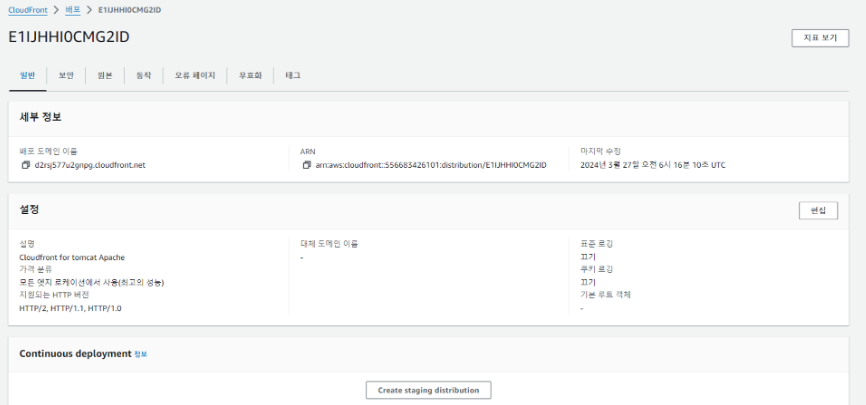 CloudFront > 배포 > E1IJHHI0CMG2ID
E1IJHHI0CMG2ID
지표 보기
일반 보안 원본 동작 오류 페이지 무효화 태그
세부 정보
배포 도메인 이름
d2rsj577u2gnpg.cloudfront.net
ARN
arn:aws:cloudfront::556683426101:distribution/E1IJHHI0CMG2ID
마지막 수정
2024년 3월 27일 오전 6시 16분 10초 UTC
설정
편집
설명
Cloudfront for tomcat Apache
가격 분류
모든 엣지 로케이션에서 사용(최고의 성능)
지원되는 HTTP 버전
HTTP/2, HTTP/1.1, HTTP/1.0
대체 도메인 이름
-
표준 로깅
끄기
쿠키 로깅
끄기
기본 루트 객체
-
Continuous deployment 정보
Create staging distribution